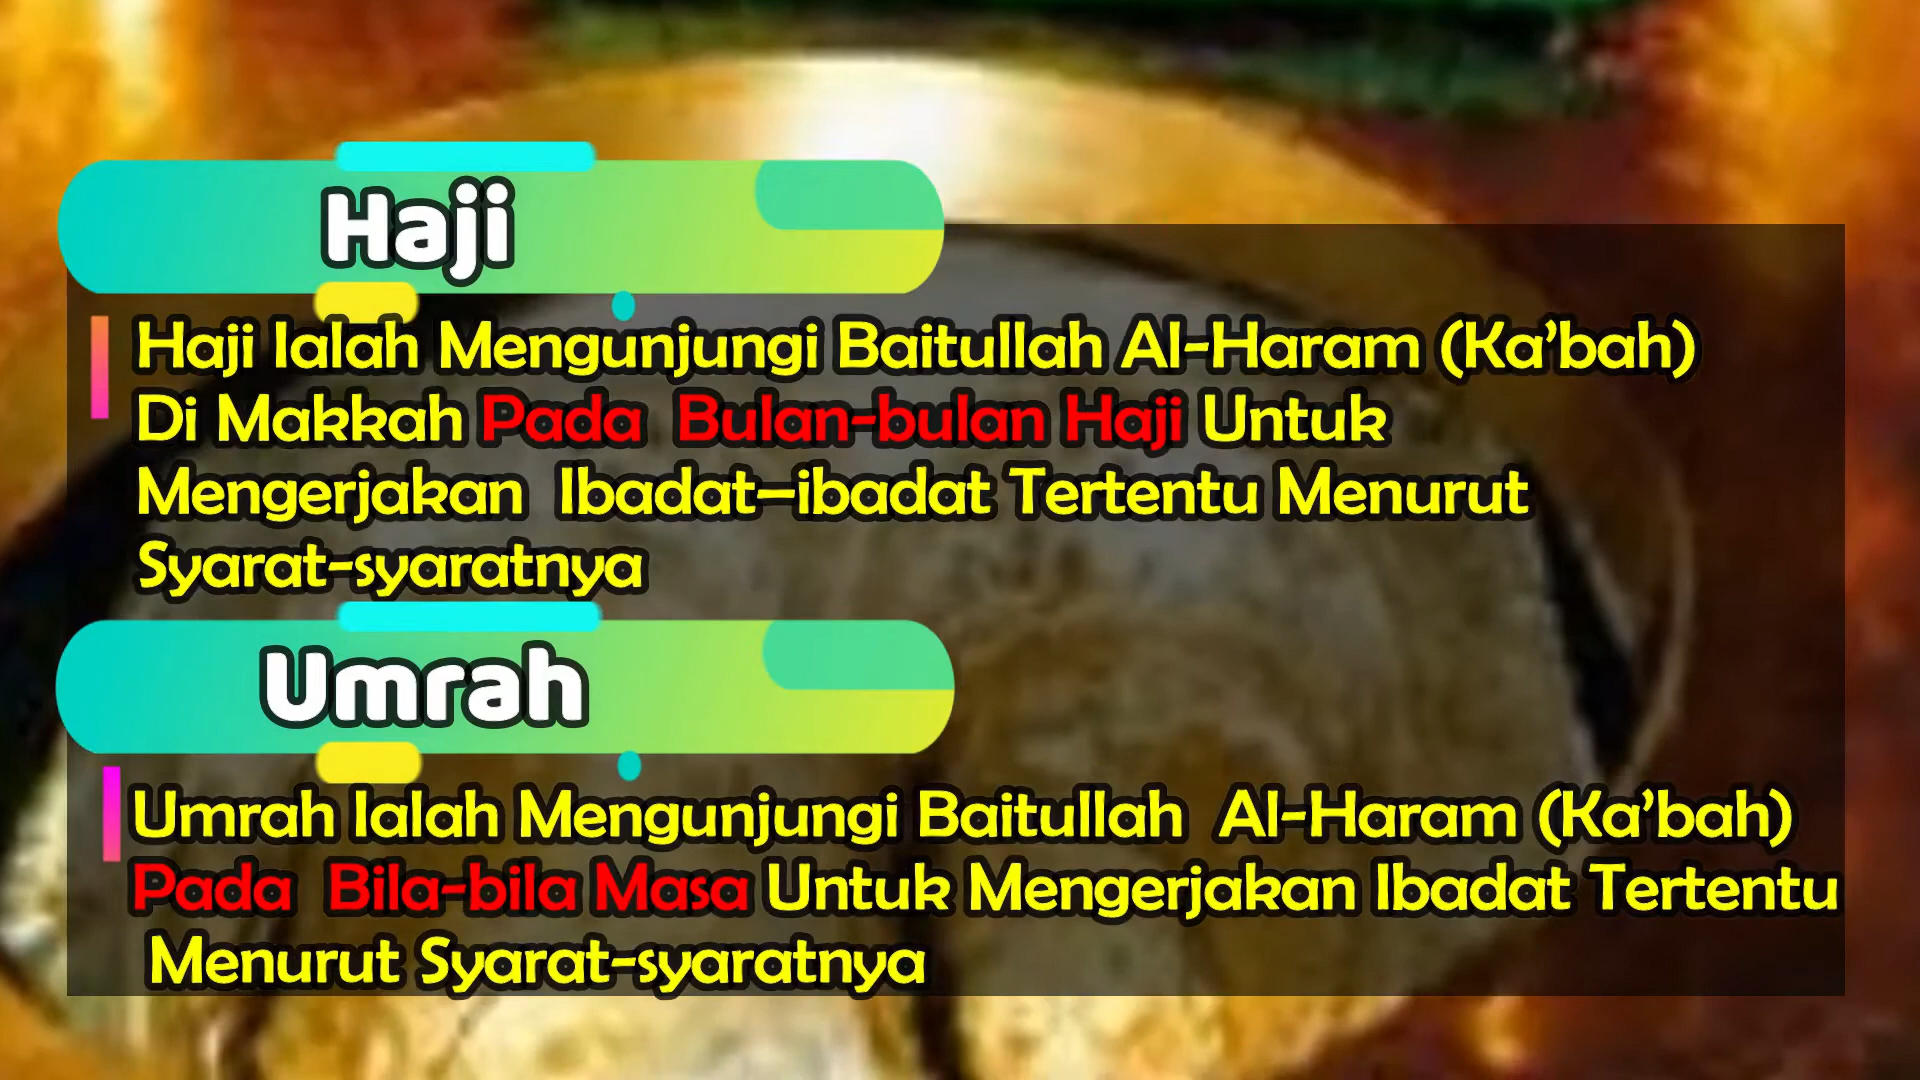 Haji
Haji Ialah Mengunjungi Baitullah Al-Haram (Ka’bah)
Di Makkah Pada Bulan-bulan Haji Untuk
Mengerjakan Ibadat–ibadat Tertentu Menurut
Syarat-syaratnya
Umrah
Umrah Ialah Mengunjungi Baitullah Al-Haram (Ka’bah)
Pada Bila-bila Masa Untuk Mengerjakan Ibadat Tertentu
Menurut Syarat-syaratnya